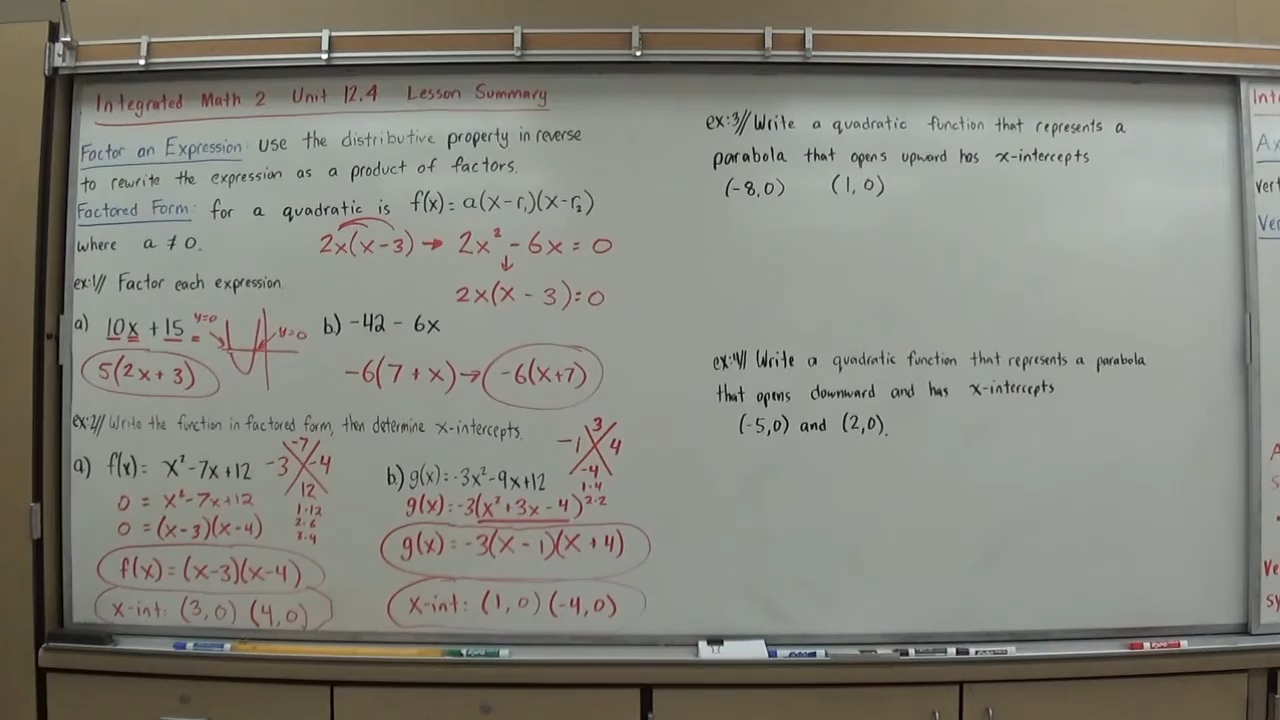 Integrated Math 2 Unit 12.4 Lesson Summary
Factor an Expression: use the distributive property in reverse
to rewrite the expression as a product of factors.
Factored Form: for a quadratic is f(x) = a(x-r₁)(x-r₂)
where a ≠ 0.
2x(x-3) → 2x² - 6x = 0
↓
2x(x - 3) = 0
ex:1// Factor each expression.
a) 10x + 15 =
y=0
y=0
5(2x + 3)
b) -42 - 6x
-6(7 + x) → -6(x+7)
ex:2// Write the function in factored form, then determine x-intercepts.
a) f(x) = x² - 7x + 12
-7
-3 -4
12
1·12
2·6
3·4
0 = x² - 7x + 12
0 = (x-3)(x-4)
f(x) = (x-3)(x-4)
x-int: (3,0) (4,0)
b) g(x) = -3x² - 9x + 12
3
-1 4
-4
1·4
2·2
g(x) = -3(x² + 3x - 4)
g(x) = -3(x - 1)(x + 4)
x-int: (1,0) (-4,0)
ex:3// Write a quadratic function that represents a
parabola that opens upward has x-intercepts
(-8,0) (1,0)
ex:4// Write a quadratic function that represents a parabola
that opens downward and has x-intercepts
(-5,0) and (2,0).
Int
Ax
vert
Ve
A
S
Ve
sy